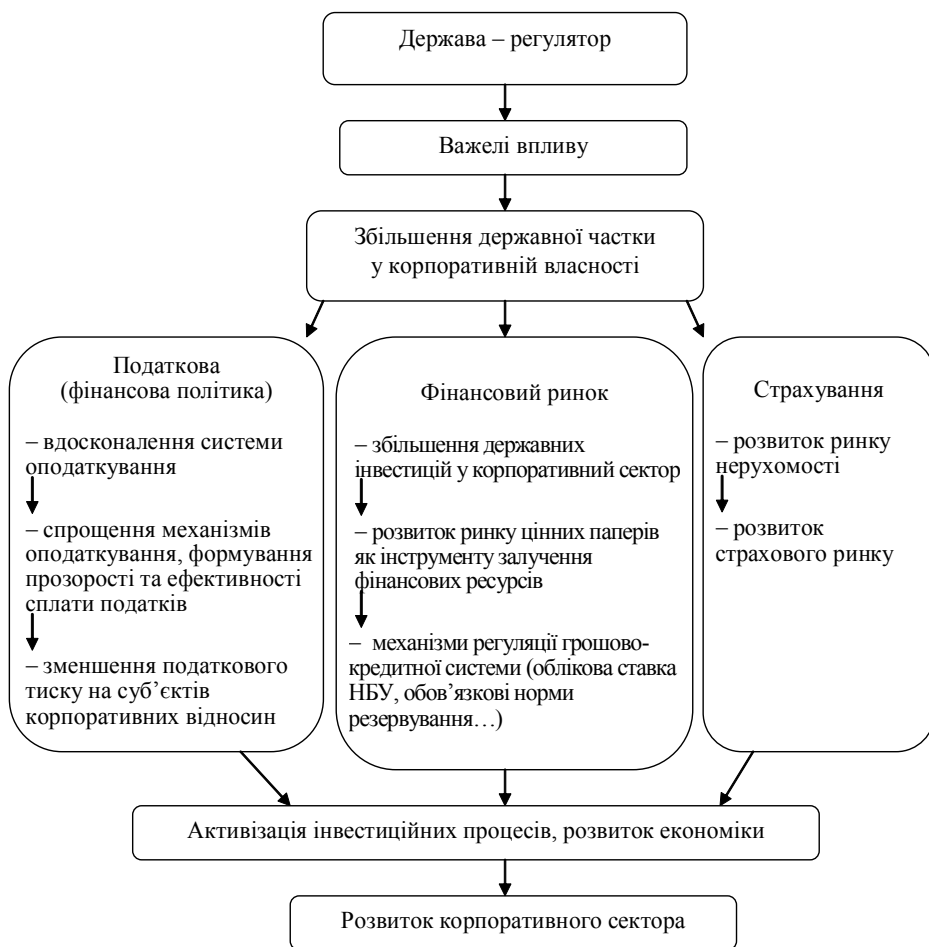 Держава – регулятор
Важелі впливу
Збільшення державної частки
у корпоративній власності
Податкова
(фінансова політика)
– вдосконалення системи
оподаткування
– спрощення механізмів
оподаткування, формування
прозорості та ефективності
сплати податків
– зменшення податкового
тиску на суб’єктів
корпоративних відносин
Фінансовий ринок
– збільшення державних
інвестицій у корпоративний сектор
– розвиток ринку цінних паперів
як інструменту залучення
фінансових ресурсів
– механізми регуляції грошово-
кредитної системи (облікова ставка
НБУ, обов’язкові норми
резервування…)
Страхування
– розвиток ринку
нерухомості
– розвиток
страхового ринку
Активізація інвестиційних процесів, розвиток економіки
Розвиток корпоративного сектора